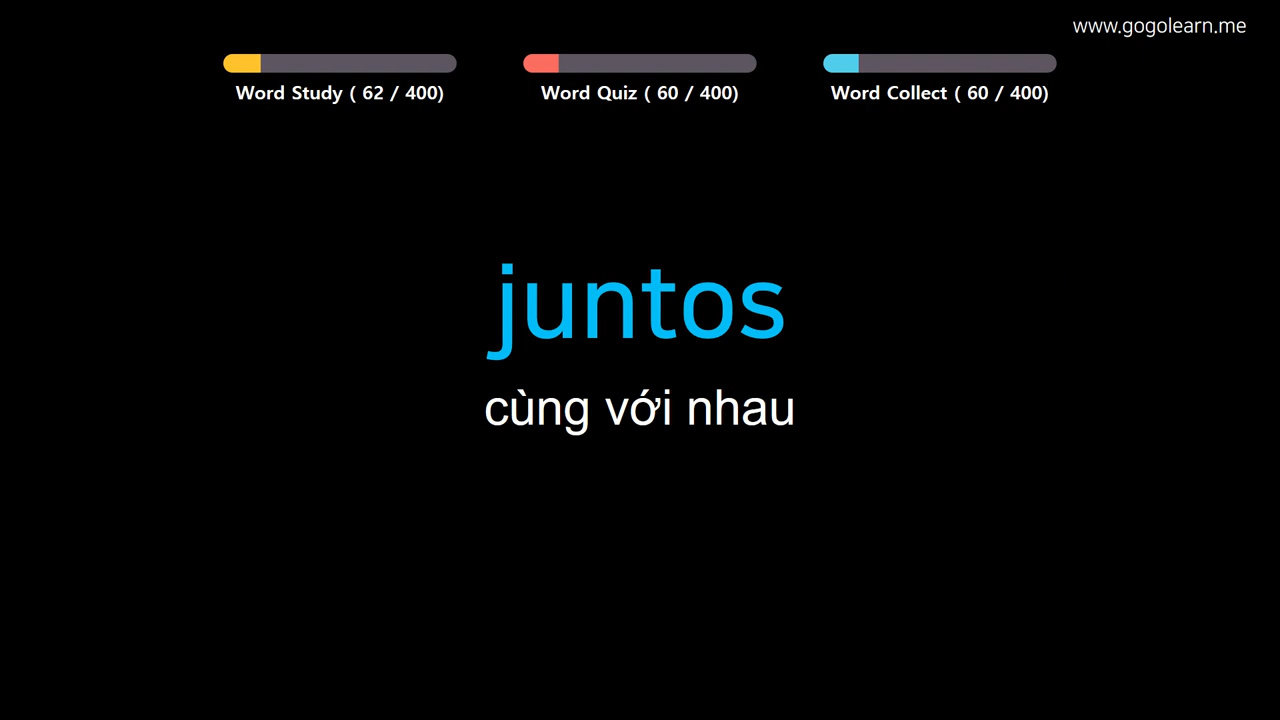 www.gogolearn.me
Word Study ( 62 / 400)
Word Quiz ( 60 / 400)
Word Collect ( 60 / 400)
juntos
cùng với nhau